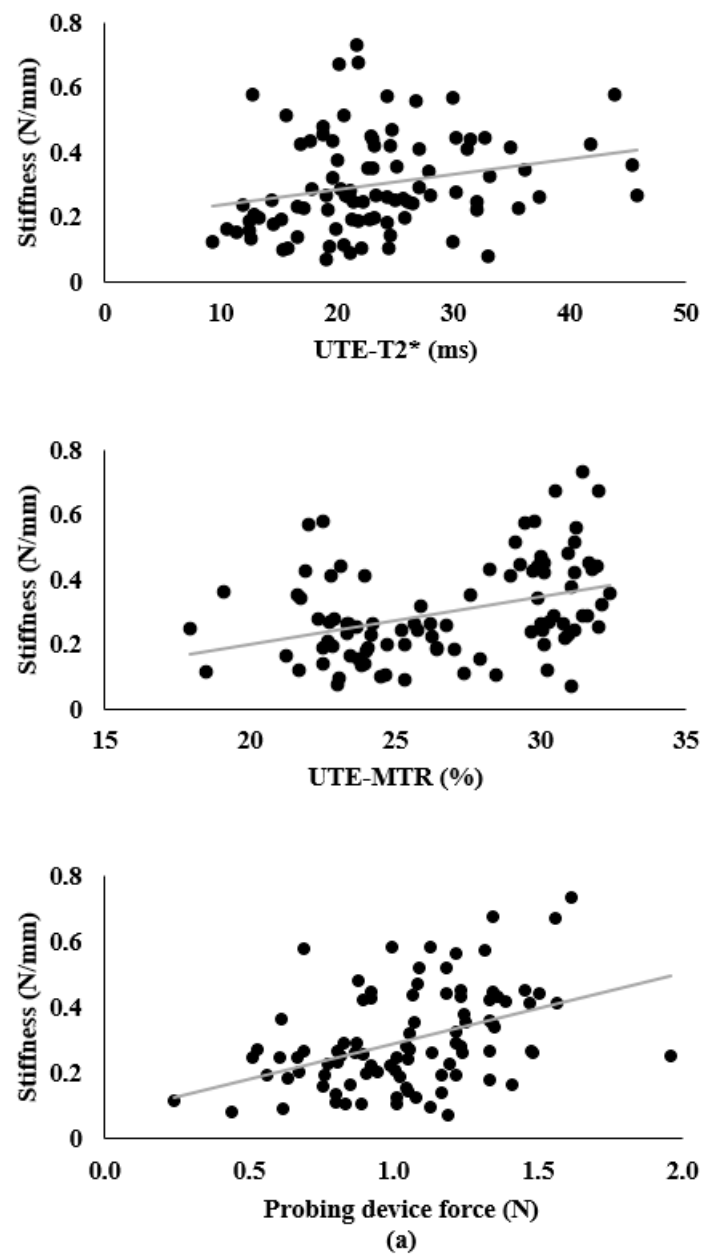 0.8
0.6
0.4
0.2
0
Stiffness (N/mm)
0 10 20 30 40 50
UTE-T2* (ms)
0.8
0.6
0.4
0.2
0
Stiffness (N/mm)
15 20 25 30 35
UTE-MTR (%)
0.8
0.6
0.4
0.2
0
Stiffness (N/mm)
0.0 0.5 1.0 1.5 2.0
Probing device force (N)
(a)